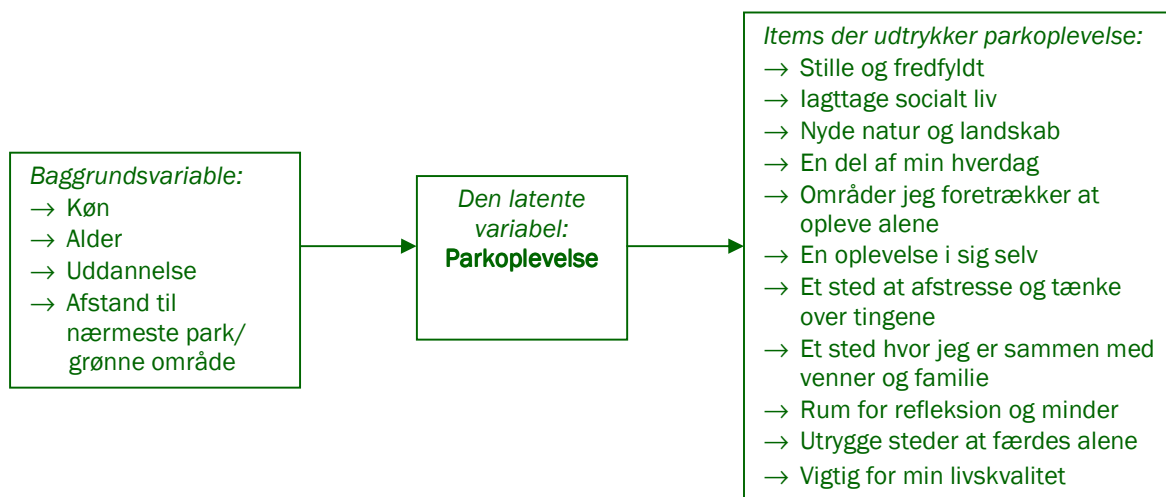 Baggrundsvariable:
→ Køn
→ Alder
→ Uddannelse
→ Afstand til
nærmeste park/
grønne område
Den latente
variabel:
Parkoplevelse
Items der udtrykker parkoplevelse:
→ Stille og fredfyldt
→ Iagttage socialt liv
→ Nyde natur og landskab
→ En del af min hverdag
→ Områder jeg foretrækker at
opleve alene
→ En oplevelse i sig selv
→ Et sted at afstresse og tænke
over tingene
→ Et sted hvor jeg er sammen med
venner og familie
→ Rum for refleksion og minder
→ Utrygge steder at færdes alene
→ Vigtig for min livskvalitet